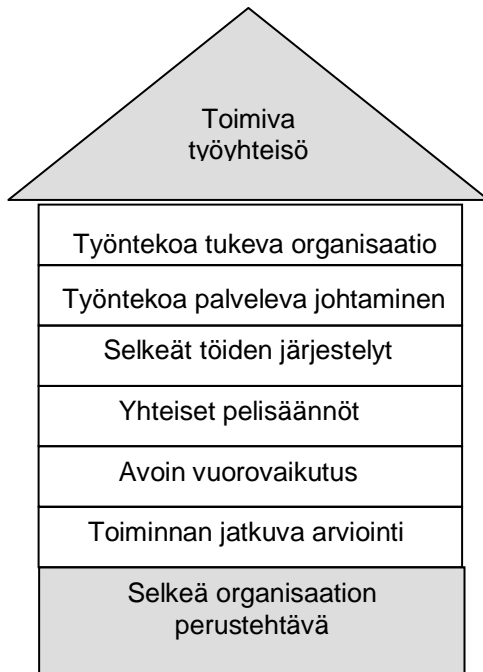 Toimiva
työyhteisö
Työntekoa tukeva organisaatio
Työntekoa palveleva johtaminen
Selkeät töiden järjestelyt
Yhteiset pelisäännöt
Avoin vuorovaikutus
Toiminnan jatkuva arviointi
Selkeä organisaation
perustehtävä